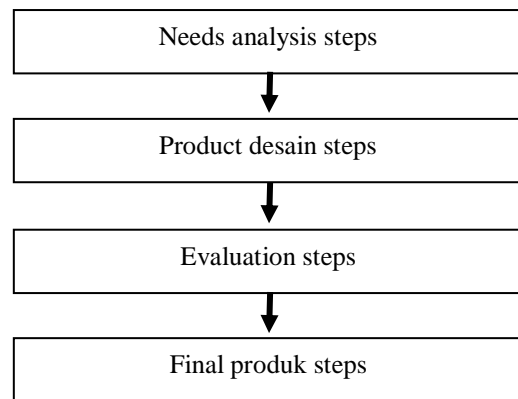 Needs analysis steps
Product desain steps
Evaluation steps
Final produk steps